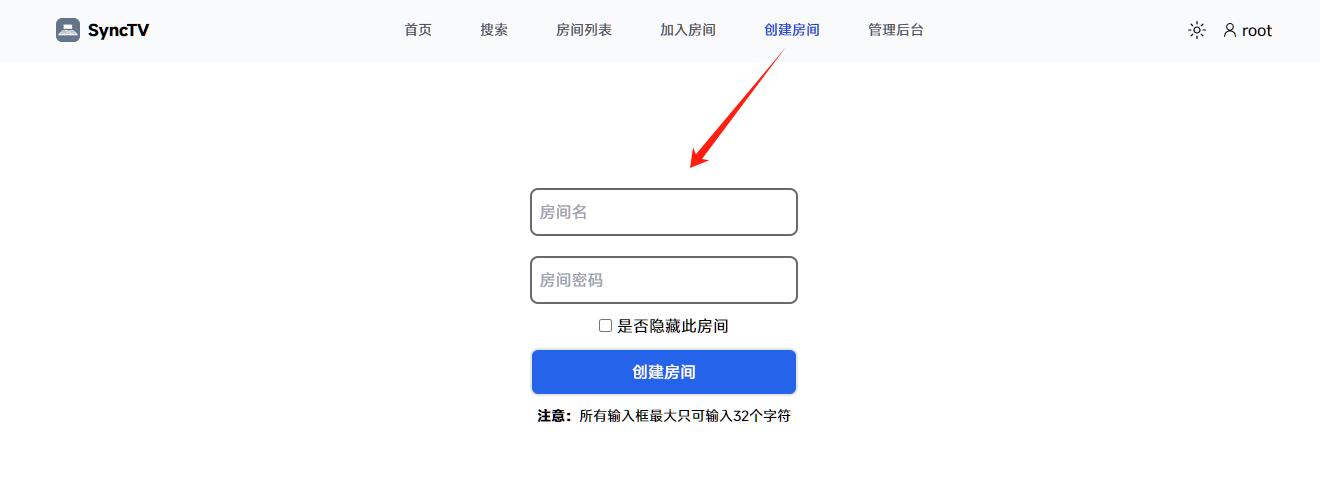 SyncTV 首页 搜索 房间列表 加入房间 创建房间 管理后台 root
房间名
房间密码
是否隐藏此房间
创建房间
注意：所有输入框最大只可输入32个字符